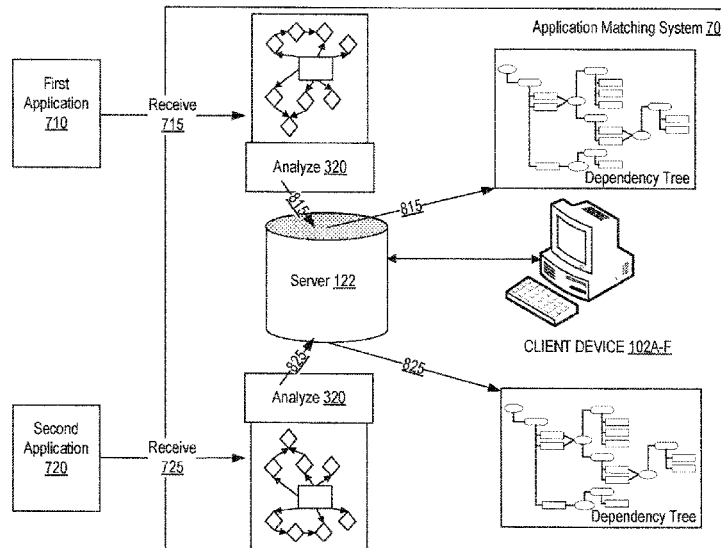 Application Matching System 70
First
Application
710
Receive
715
Analyze 320
815
815
Dependency Tree
Server 122
CLIENT DEVICE 102A-F
825
825
Analyze 320
Second
Application
720
Receive
725
Dependency Tree